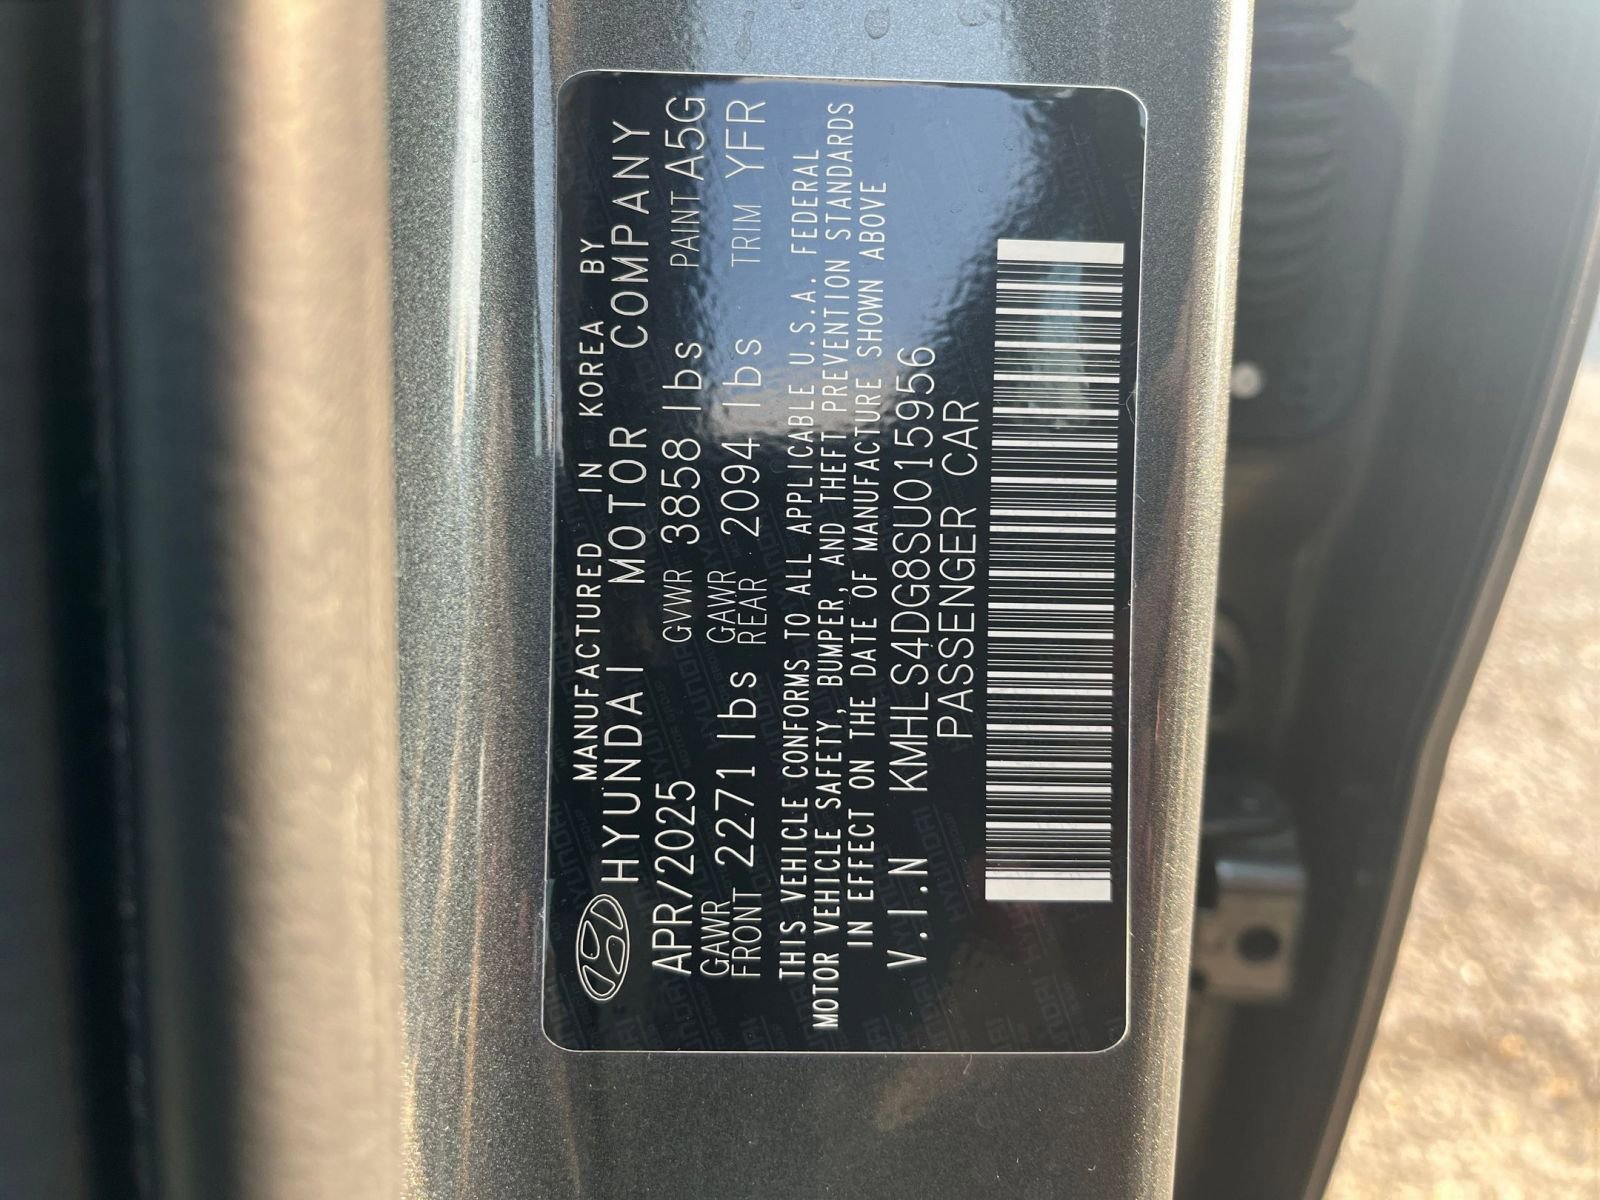 MANUFACTURED IN KOREA BY
HYUNDAI MOTOR COMPANY
APR/2025 GVWR 3858 lbs PAINT A5G
GAWR FRONT 2271 lbs GAWR REAR 2094 lbs TRIM YFR
THIS VEHICLE CONFORMS TO ALL APPLICABLE U.S.A. FEDERAL
MOTOR VEHICLE SAFETY, BUMPER, AND THEFT PREVENTION STANDARDS
IN EFFECT ON THE DATE OF MANUFACTURE SHOWN ABOVE
V.I.N KMHLS4DG8SU015956
PASSENGER CAR